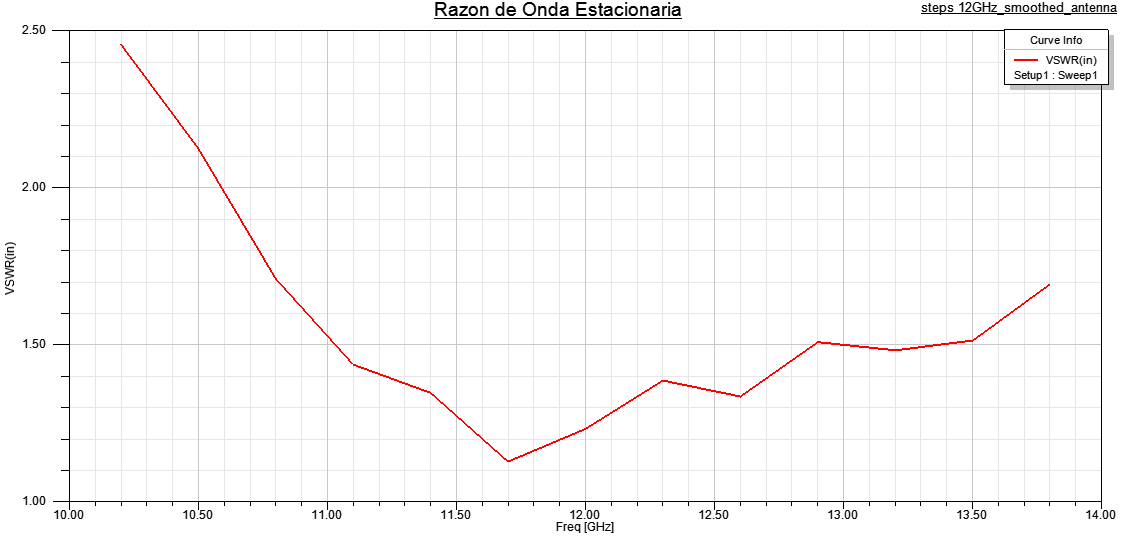 Razon de Onda Estacionaria
steps 12GHz_smoothed_antenna
Curve Info
VSWR(in)
Setup1 : Sweep1
2.50
2.00
1.50
1.00
VSWR(in)
10.00 10.50 11.00 11.50 12.00 12.50 13.00 13.50 14.00
Freq [GHz]